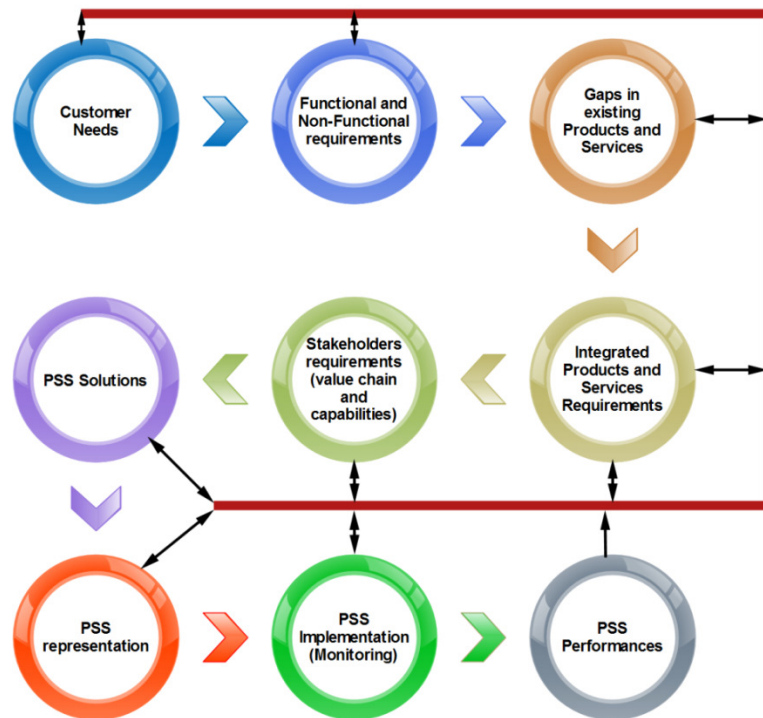 Customer
Needs
Functional and
Non-Functional
requirements
Gaps in
existing
Products and
Services
Integrated
Products and
Services
Requirements
Stakeholders
requirements
(value chain
and
capabilities)
PSS Solutions
PSS
representation
PSS
Implementation
(Monitoring)
PSS
Performances